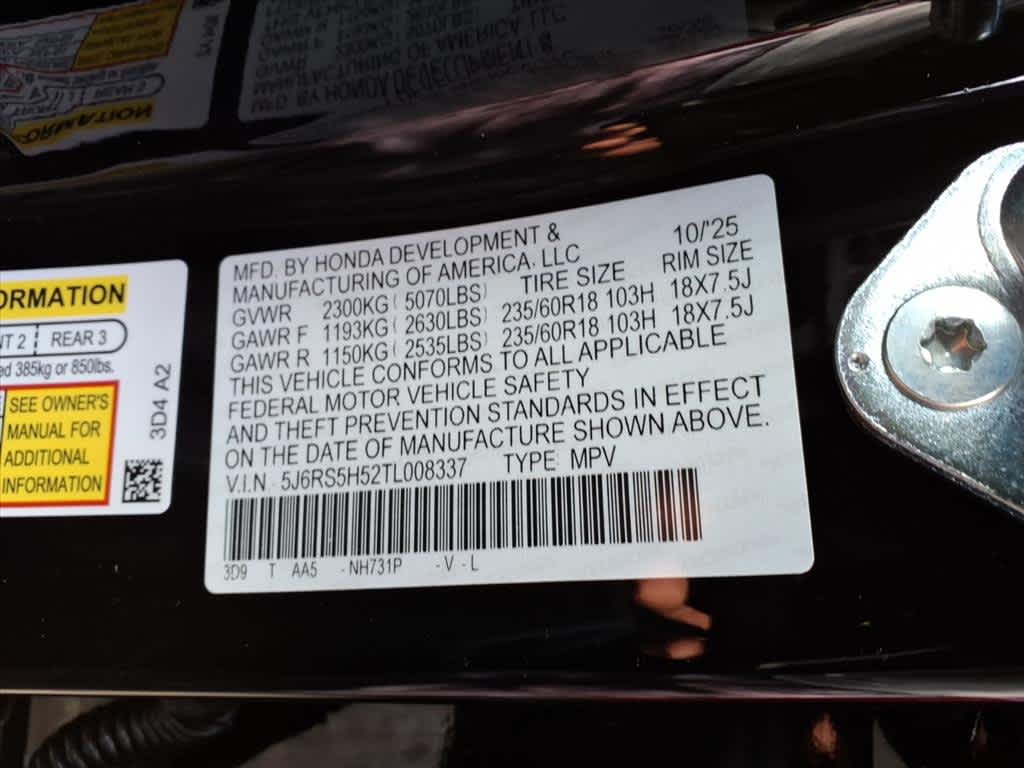 MFD. BY HONDA DEVELOPMENT & 10/'25
MANUFACTURING OF AMERICA, LLC
TIRE SIZE RIM SIZE
GVWR 2300KG ( 5070LBS)
GAWR F 1193KG ( 2630LBS) 235/60R18 103H 18X7.5J
GAWR R 1150KG ( 2535LBS) 235/60R18 103H 18X7.5J
THIS VEHICLE CONFORMS TO ALL APPLICABLE
FEDERAL MOTOR VEHICLE SAFETY
AND THEFT PREVENTION STANDARDS IN EFFECT
ON THE DATE OF MANUFACTURE SHOWN ABOVE.
V.I.N. 5J6RS5H52TL008337 TYPE: MPV
3D9 T AA5 -NH731P -V -L
ORMATION
NT 2 REAR 3
ed 385kg or 850lbs.
SEE OWNER'S
MANUAL FOR
ADDITIONAL
INFORMATION
3D4 A2